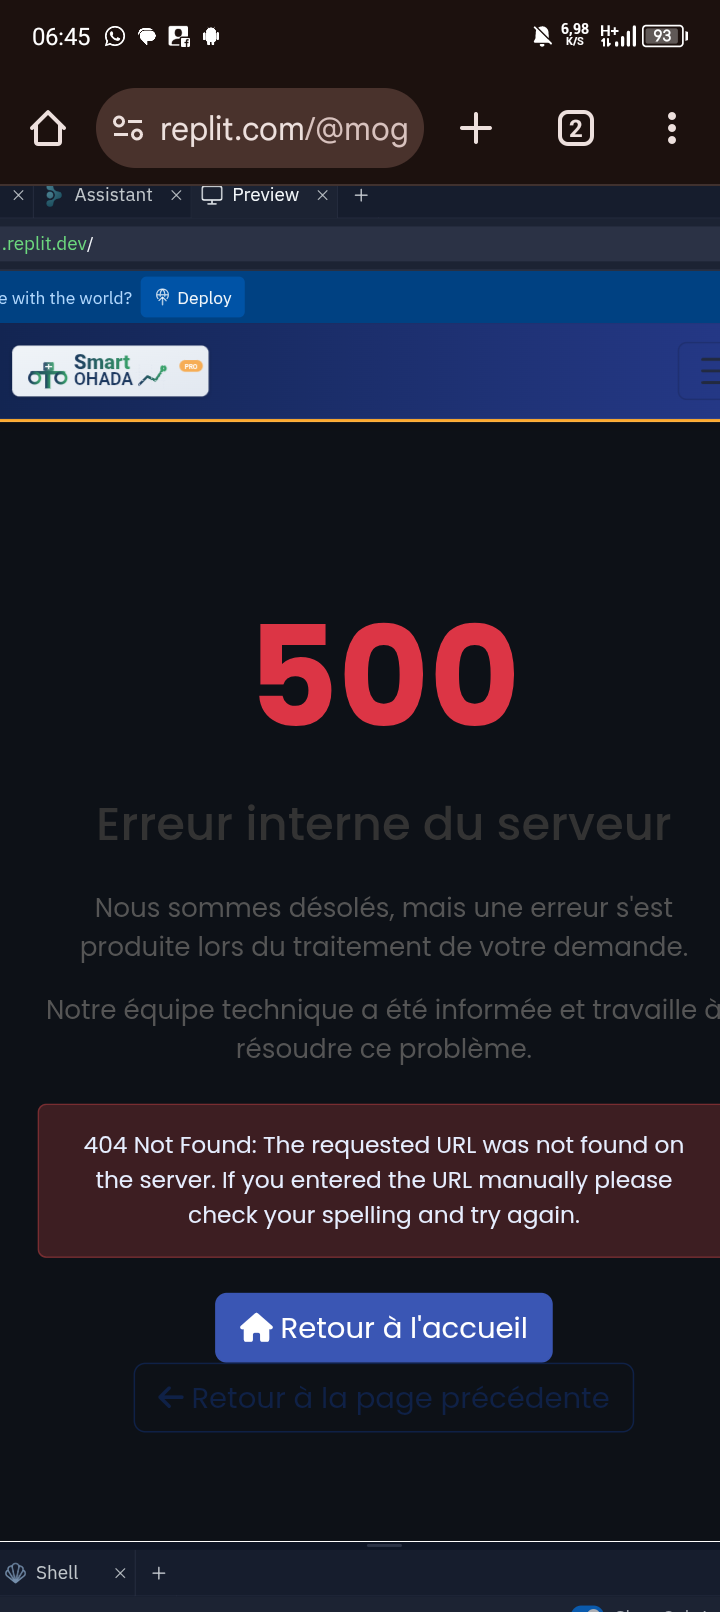 06:45
6,98
K/S
H+
93
replit.com/@mog
2
Assistant
Preview
.replit.dev/
e with the world?
Deploy
Smart
OHADA
PRO
500
Erreur interne du serveur
Nous sommes désolés, mais une erreur s'est
produite lors du traitement de votre demande.
Notre équipe technique a été informée et travaille à
résoudre ce problème.
404 Not Found: The requested URL was not found on
the server. If you entered the URL manually please
check your spelling and try again.
Retour à l'accueil
Retour à la page précédente
Shell